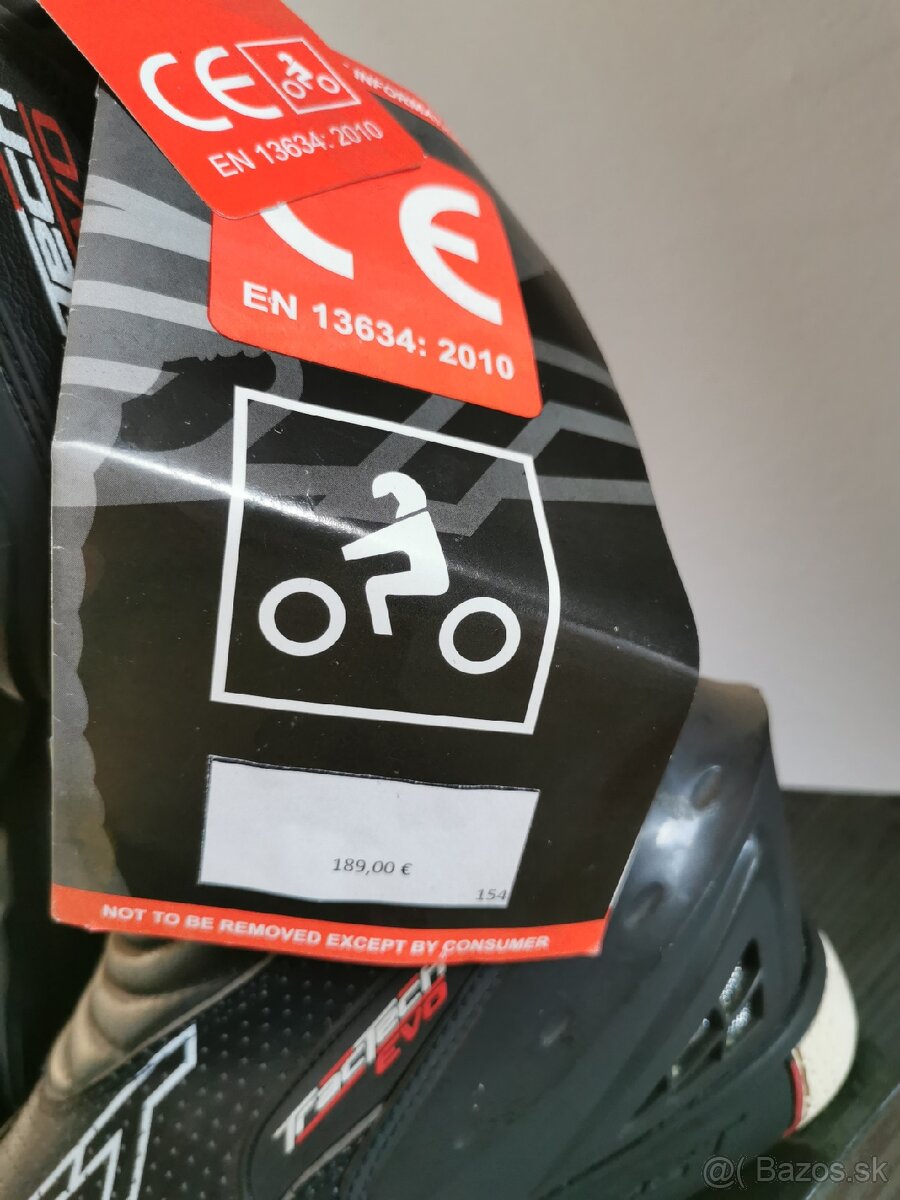 CE
EN 13634: 2010
CE
EN 13634: 2010
189,00 €
154
NOT TO BE REMOVED EXCEPT BY CONSUMER
TracTech
EVO
@( Bazos.sk